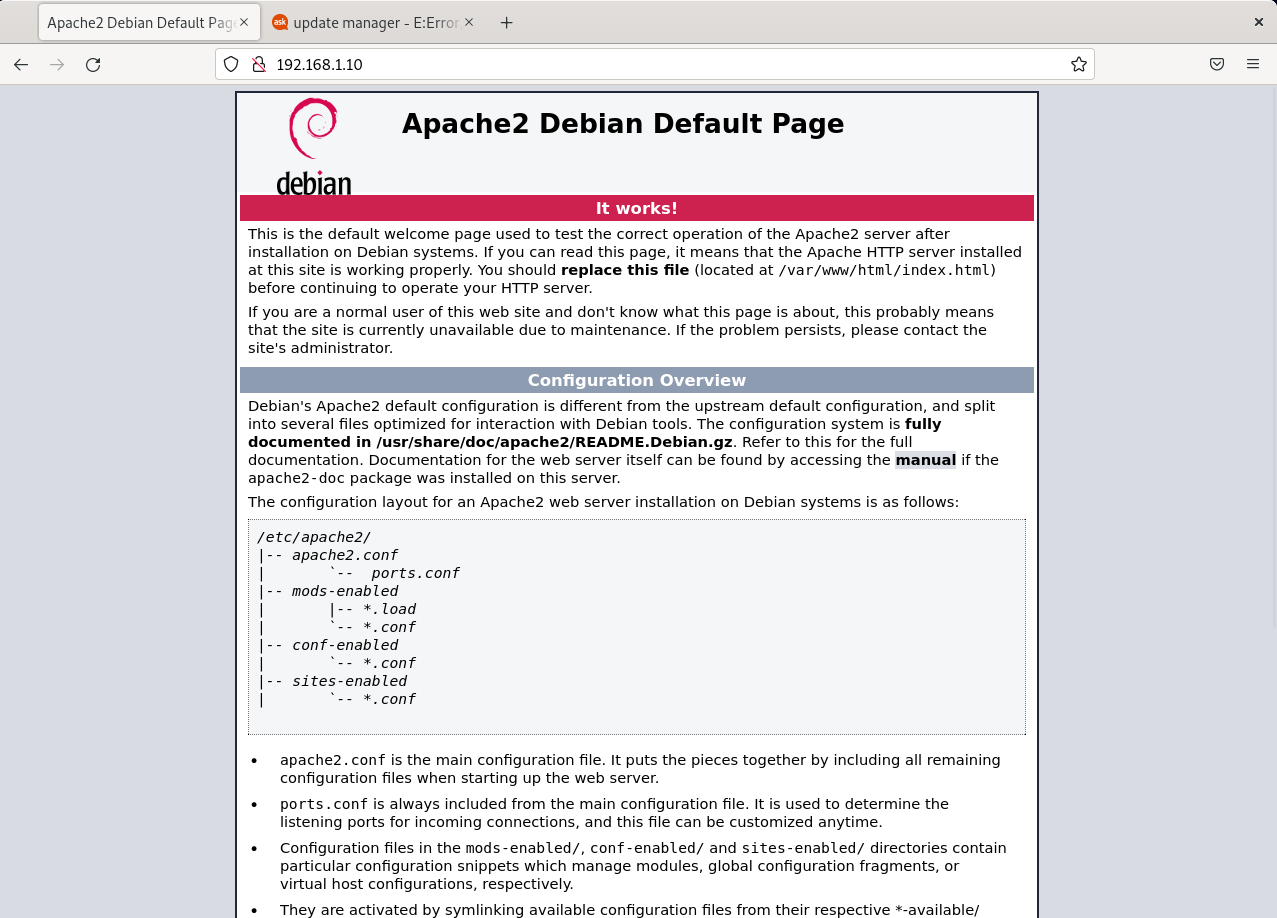 Apache2 Debian Default Pag
update manager - E:Error
192.168.1.10
debian
Apache2 Debian Default Page
It works!
This is the default welcome page used to test the correct operation of the Apache2 server after
installation on Debian systems. If you can read this page, it means that the Apache HTTP server installed
at this site is working properly. You should replace this file (located at /var/www/html/index.html)
before continuing to operate your HTTP server.
If you are a normal user of this web site and don't know what this page is about, this probably means
that the site is currently unavailable due to maintenance. If the problem persists, please contact the
site's administrator.
Configuration Overview
Debian's Apache2 default configuration is different from the upstream default configuration, and split
into several files optimized for interaction with Debian tools. The configuration system is fully
documented in /usr/share/doc/apache2/README.Debian.gz. Refer to this for the full
documentation. Documentation for the web server itself can be found by accessing the manual if the
apache2-doc package was installed on this server.
The configuration layout for an Apache2 web server installation on Debian systems is as follows:
/etc/apache2/
|-- apache2.conf
|       `--  ports.conf
|-- mods-enabled
|       |-- *.load
|       `-- *.conf
|-- conf-enabled
|       `-- *.conf
|-- sites-enabled
|       `-- *.conf
• apache2.conf is the main configuration file. It puts the pieces together by including all remaining
configuration files when starting up the web server.
• ports.conf is always included from the main configuration file. It is used to determine the
listening ports for incoming connections, and this file can be customized anytime.
• Configuration files in the mods-enabled/, conf-enabled/ and sites-enabled/ directories contain
particular configuration snippets which manage modules, global configuration fragments, or
virtual host configurations, respectively.
• They are activated by symlinking available configuration files from their respective *-available/